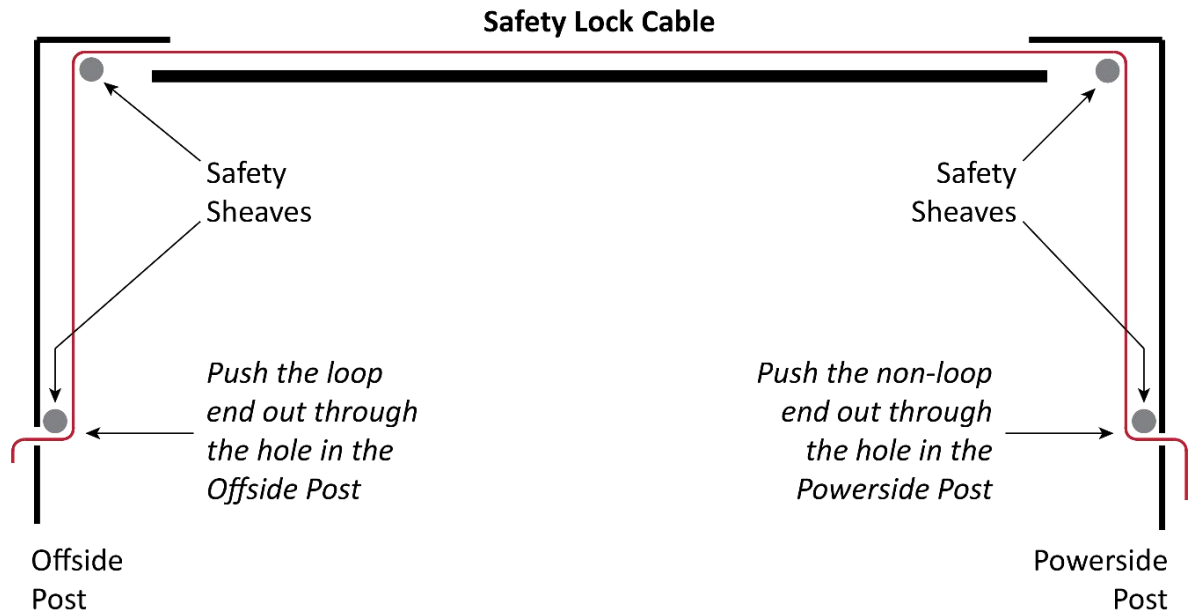 Safety Lock Cable
Safety
Sheaves
Safety
Sheaves
Push the loop
end out through
the hole in the
Offside Post
Push the non-loop
end out through
the hole in the
Powerside Post
Offside
Post
Powerside
Post